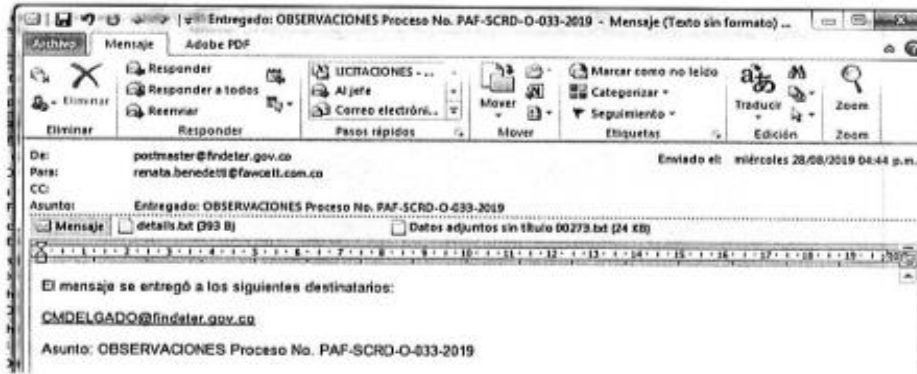 Entregado: OBSERVACIONES Proceso No. PAF-SCRD-O-033-2019 - Mensaje (Texto sin formato) ...
Archivo Mensaje Adobe PDF
Eliminar
Responder
Responder a todos
Reenviar
LICITACIONES - ...
Al jefe
Correo electróni...
Mover
Marcar como no leído
Categorizar
Seguimiento
Traducir
Zoom
Eliminar Responder Pasos rápidos Mover Etiquetas Edición Zoom
De: postmaster@findeter.gov.co Enviado el: miércoles 28/08/2019 04:44 p.m.
Para: renata.benedetti@fawcett.com.co
CC:
Asunto: Entregado: OBSERVACIONES Proceso No. PAF-SCRD-O-033-2019
Mensaje details.txt (393 B) Datos adjuntos sin título 00273.txt (24 KB)
El mensaje se entregó a los siguientes destinatarios:
CMDELGADO@findeter.gov.co
Asunto: OBSERVACIONES Proceso No. PAF-SCRD-O-033-2019